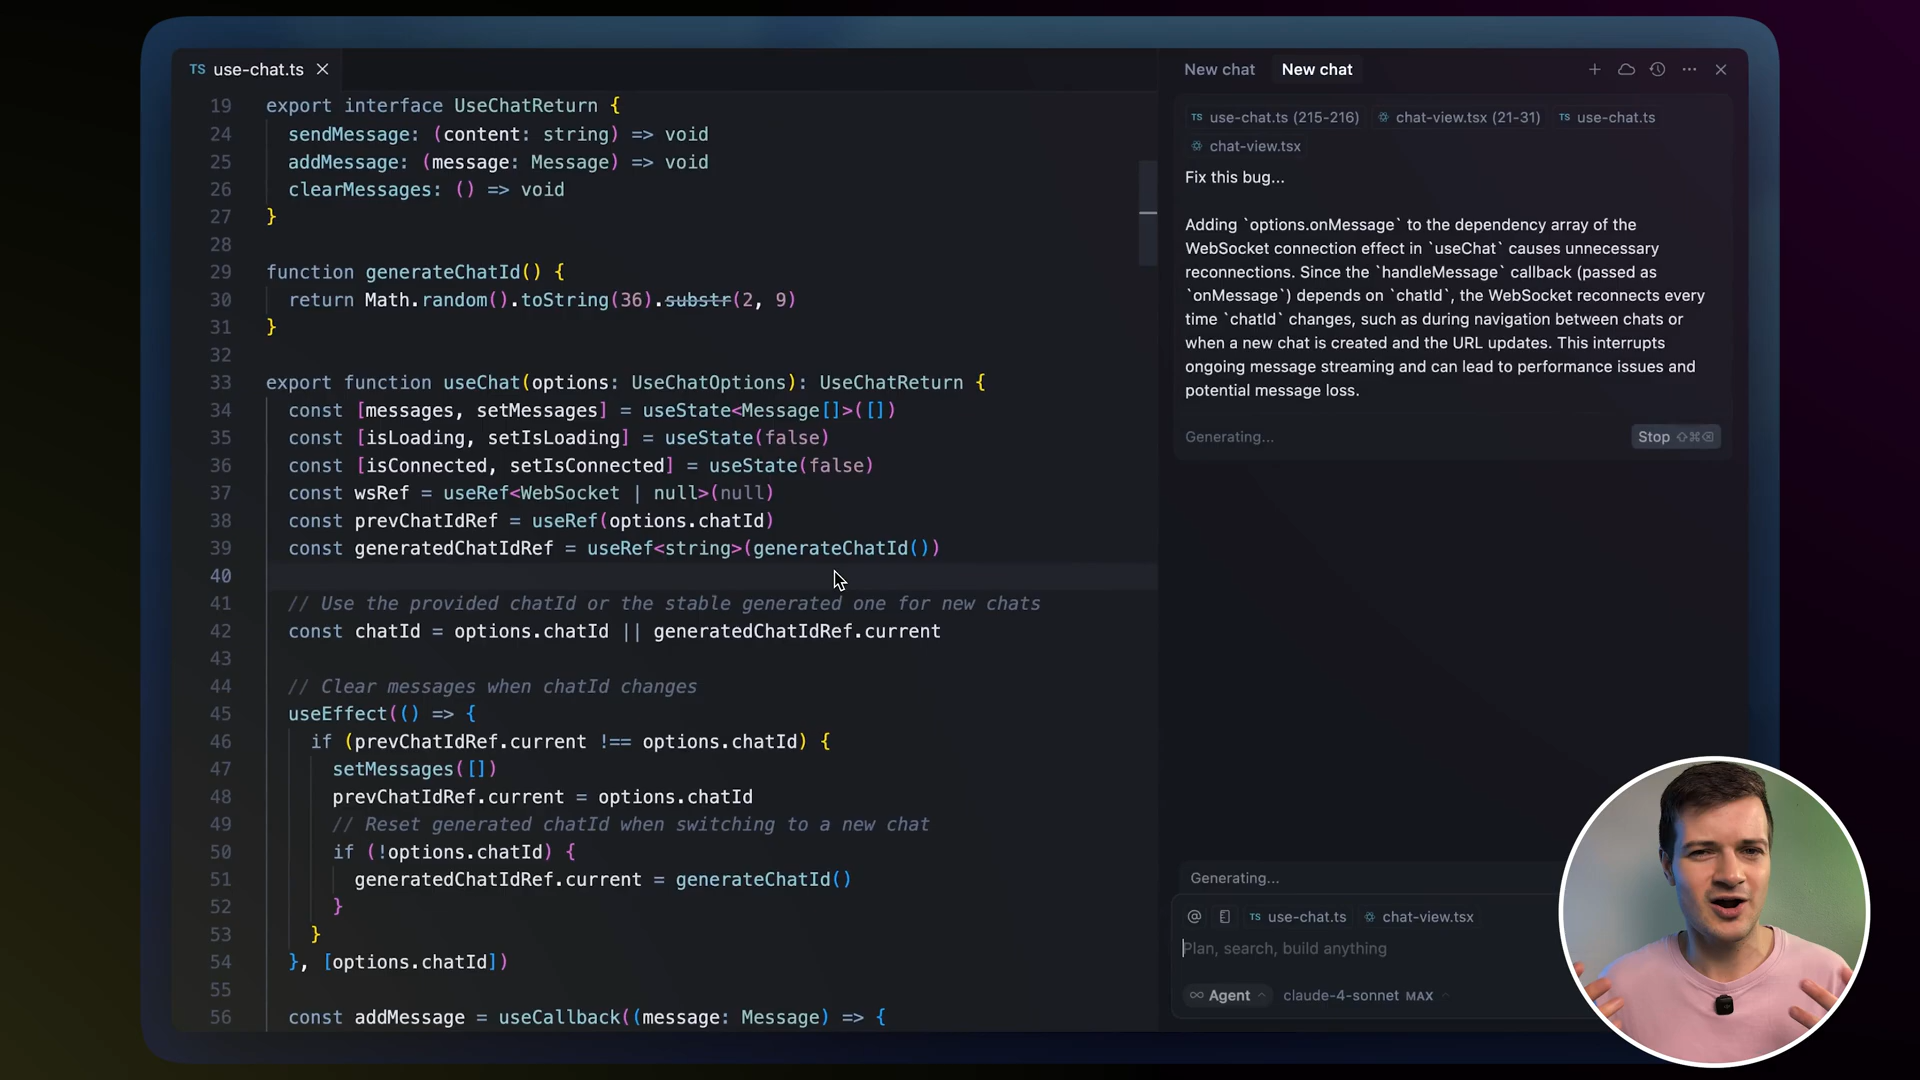 TS use-chat.ts
19 export interface UseChatReturn {
24 sendMessage: (content: string) => void
25 addMessage: (message: Message) => void
26 clearMessages: () => void
27 }
28
29 function generateChatId() {
30 return Math.random().toString(36).substr(2, 9)
31 }
32
33 export function useChat(options: UseChatOptions): UseChatReturn {
34 const [messages, setMessages] = useState<Message[]>([])
35 const [isLoading, setIsLoading] = useState(false)
36 const [isConnected, setIsConnected] = useState(false)
37 const wsRef = useRef<WebSocket | null>(null)
38 const prevChatIdRef = useRef(options.chatId)
39 const generatedChatIdRef = useRef<string>(generateChatId())
40
41 // Use the provided chatId or the stable generated one for new chats
42 const chatId = options.chatId || generatedChatIdRef.current
43
44 // Clear messages when chatId changes
45 useEffect(() => {
46 if (prevChatIdRef.current !== options.chatId) {
47 setMessages([])
48 prevChatIdRef.current = options.chatId
49 // Reset generated chatId when switching to a new chat
50 if (!options.chatId) {
51 generatedChatIdRef.current = generateChatId()
52 }
53 }
54 }, [options.chatId])
55
56 const addMessage = useCallback((message: Message) => {
New chat New chat
TS use-chat.ts (215-216) chat-view.tsx (21-31) TS use-chat.ts
chat-view.tsx
Fix this bug...
Adding `options.onMessage` to the dependency array of the
WebSocket connection effect in `useChat` causes unnecessary
reconnections. Since the `handleMessage` callback (passed as
`onMessage`) depends on `chatId`, the WebSocket reconnects every
time `chatId` changes, such as during navigation between chats or
when a new chat is created and the URL updates. This interrupts
ongoing message streaming and can lead to performance issues and
potential message loss.
Generating... Stop ⇧⌘⌫
Generating...
@ TS use-chat.ts chat-view.tsx
Plan, search, build anything
∞ Agent claude-4-sonnet MAX